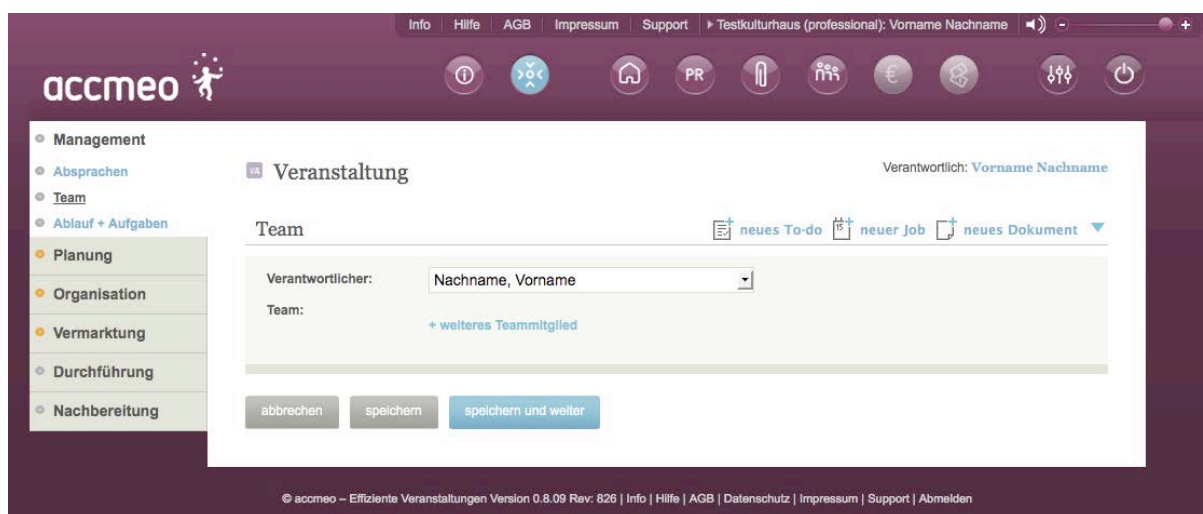 Info | Hilfe | AGB | Impressum | Support | Testkulturhaus (professional): Vorname Nachname - +
accmeo
PR
€
Management
Absprachen
Team
Ablauf + Aufgaben
Planung
Organisation
Vermarktung
Durchführung
Nachbereitung
VA Veranstaltung
Verantwortlich: Vorname Nachname
Team
neues To-do 15 neuer Job neues Dokument
Verantwortlicher: Nachname, Vorname
Team:
+ weiteres Teammitglied
abbrechen speichern speichern und weiter
© accmeo – Effiziente Veranstaltungen Version 0.8.09 Rev: 826 | Info | Hilfe | AGB | Datenschutz | Impressum | Support | Abmelden